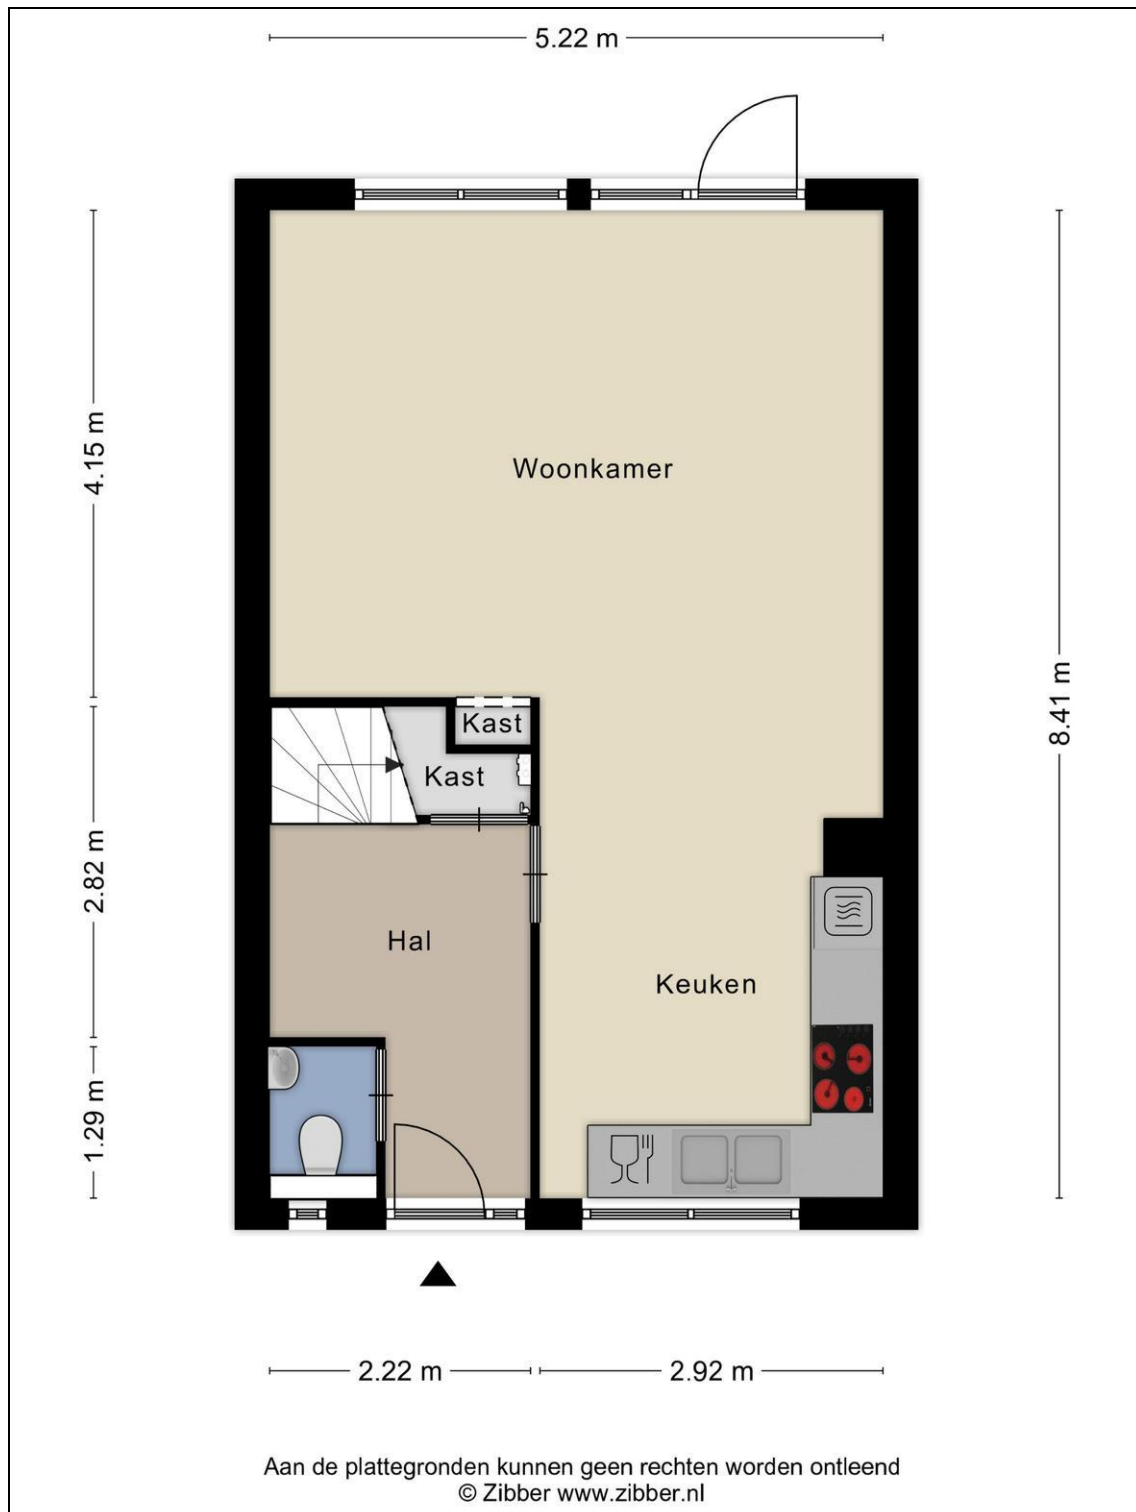 5.22 m
4.15 m
Woonkamer
8.41 m
Kast
Kast
2.82 m
Hal
Keuken
1.29 m
2.22 m
2.92 m
Aan de plattegronden kunnen geen rechten worden ontleend
© Zibber www.zibber.nl